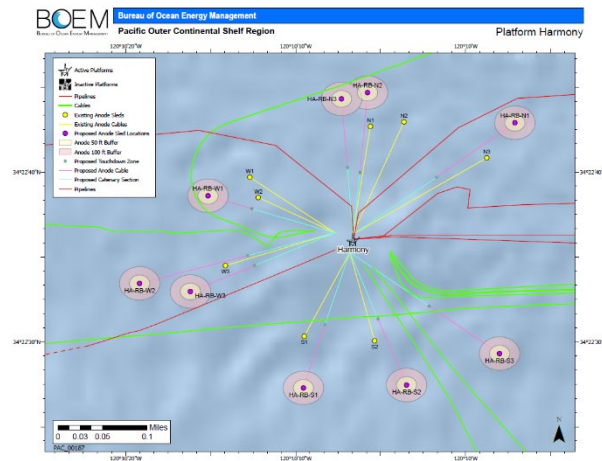 BOEM
Bureau of Ocean Energy Management
Bureau of Ocean Energy Management
Pacific Outer Continental Shelf Region
Platform Harmony
120°10'20"W
120°10'10"W
120°10'0"W
Active Platforms
Inactive Platforms
Pipelines
Cables
Existing Anode Sleds
Existing Anode Cables
Proposed Anode Sled Locations
Anode 50 ft Buffer
Anode 100 ft Buffer
Proposed Touchdown Zone
Proposed Anode Cable
Proposed Catenary Section
Pipelines
HA-RB-N3
HA-RB-N2
N1
N2
HA-RB-N1
N3
34°22'40"N
34°22'40"N
W1
W2
HA-RB-W1
Harmony
W3
HA-RB-W2
HA-RB-W3
34°22'30"N
34°22'30"N
S1
S2
HA-RB-S3
HA-RB-S1
HA-RB-S2
Miles
0 0.03 0.05 0.1
N
PAC_00187
120°10'20"W
120°10'10"W
120°10'0"W